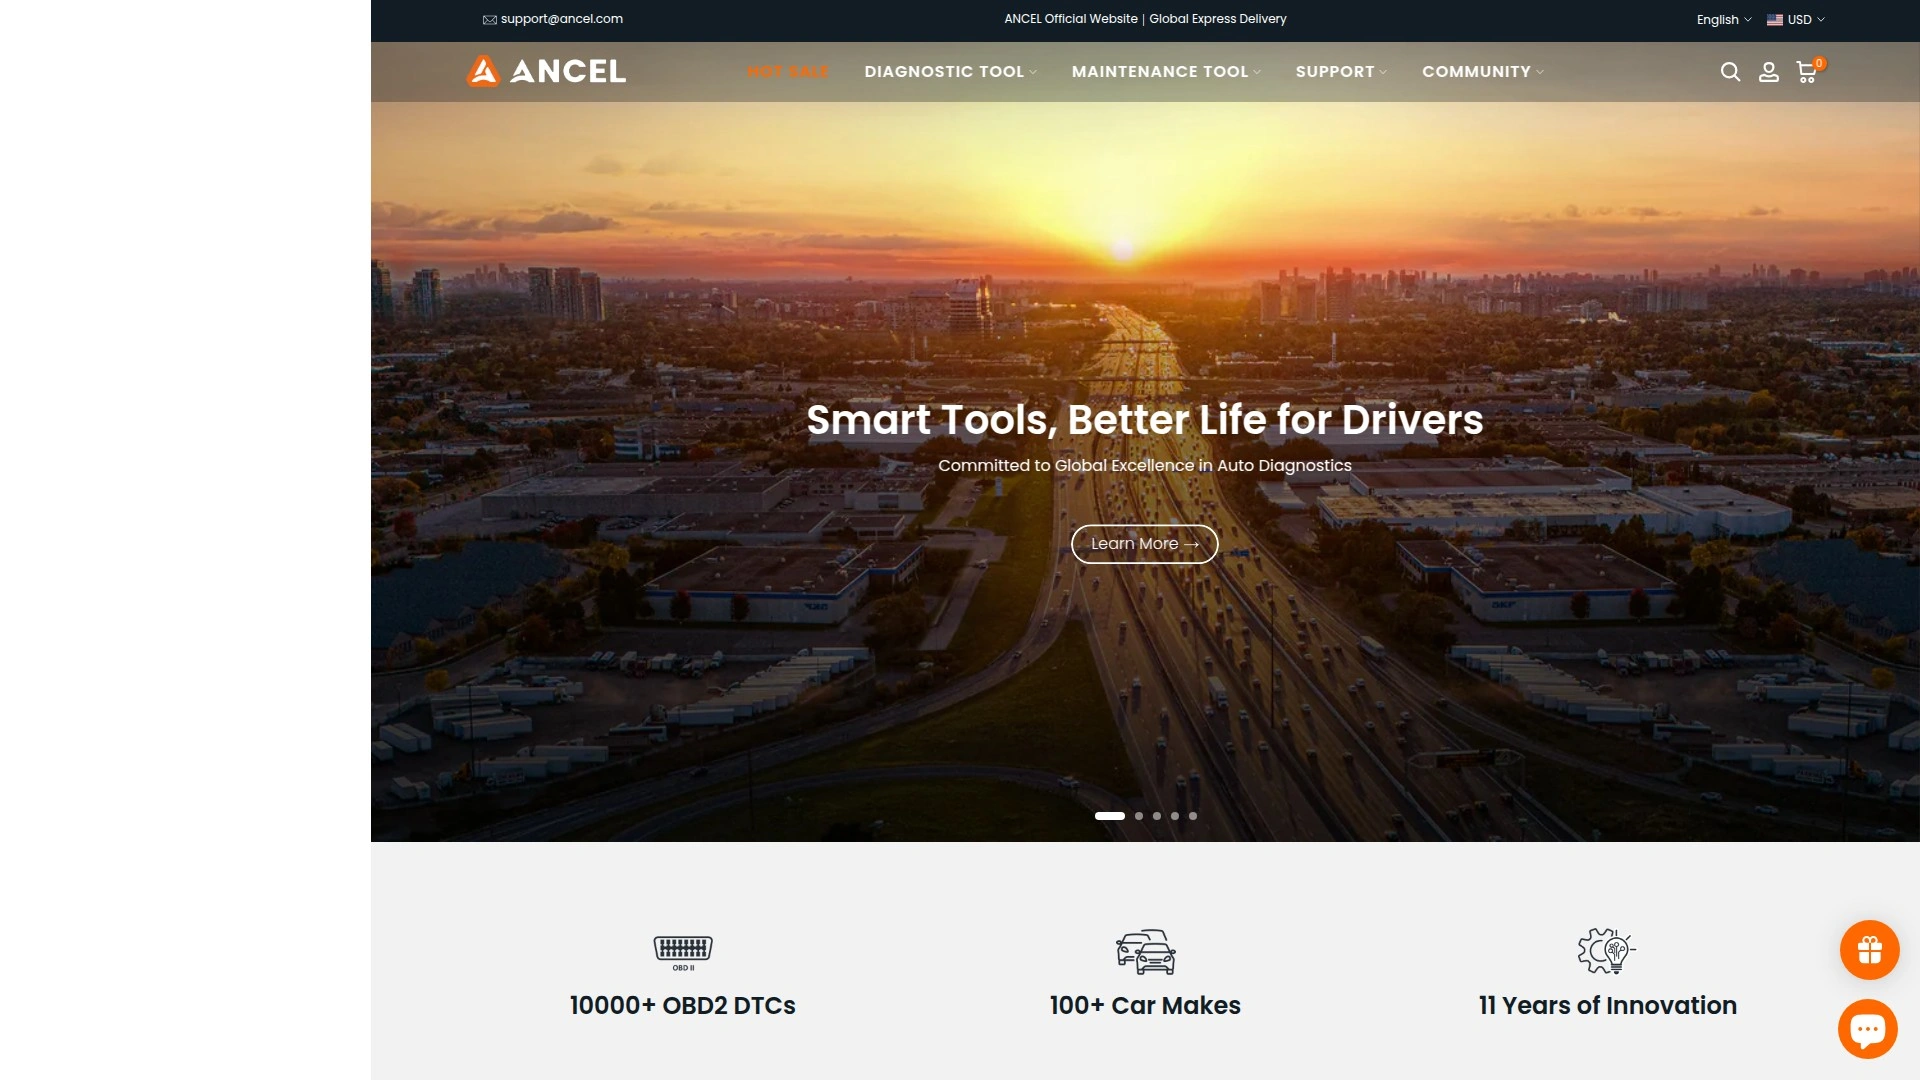 support@ancel.com
ANCEL Official Website | Global Express Delivery
English
USD
ANCEL
HOT SALE
DIAGNOSTIC TOOL
MAINTENANCE TOOL
SUPPORT
COMMUNITY
0
Smart Tools, Better Life for Drivers
Committed to Global Excellence in Auto Diagnostics
Learn More →
OBD II
10000+ OBD2 DTCs
100+ Car Makes
11 Years of Innovation